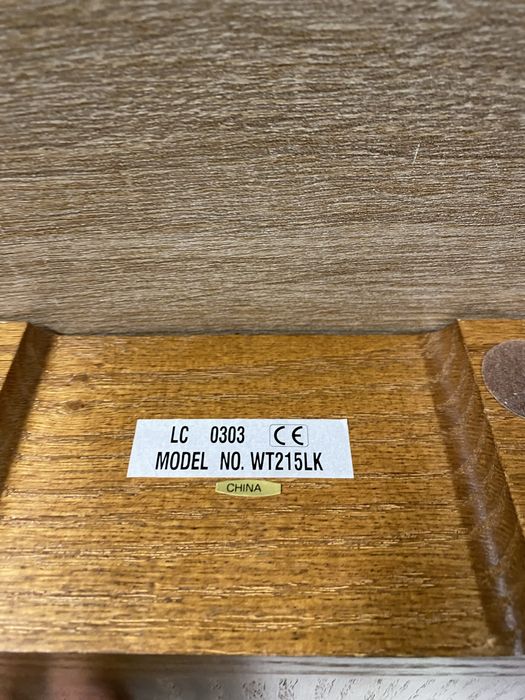 LC 0303 CE
MODEL NO. WT215LK
CHINA